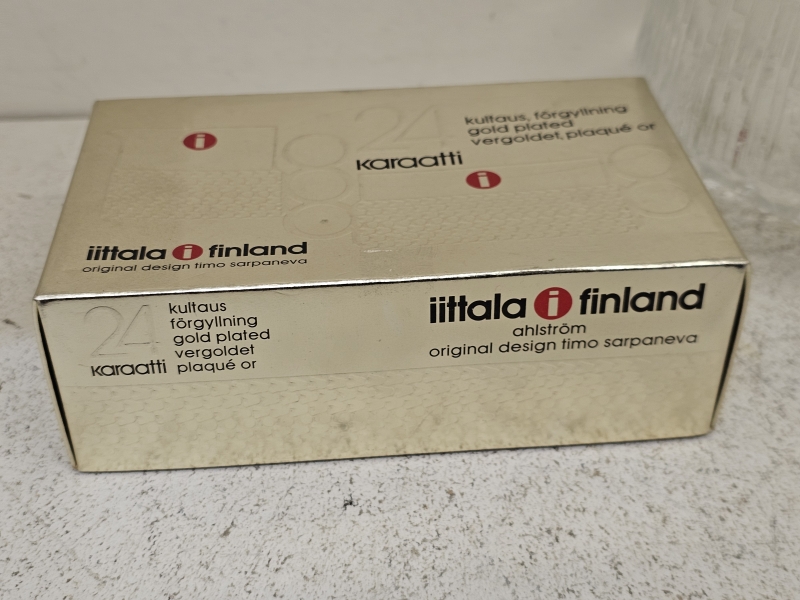 i
24
karaatti
kultaus, förgyllning
gold plated
vergoldet, plaqué or
i
iittala i finland
original design timo sarpaneva
24
karaatti
kultaus
förgyllning
gold plated
vergoldet
plaqué or
iittala i finland
ahlström
original design timo sarpaneva